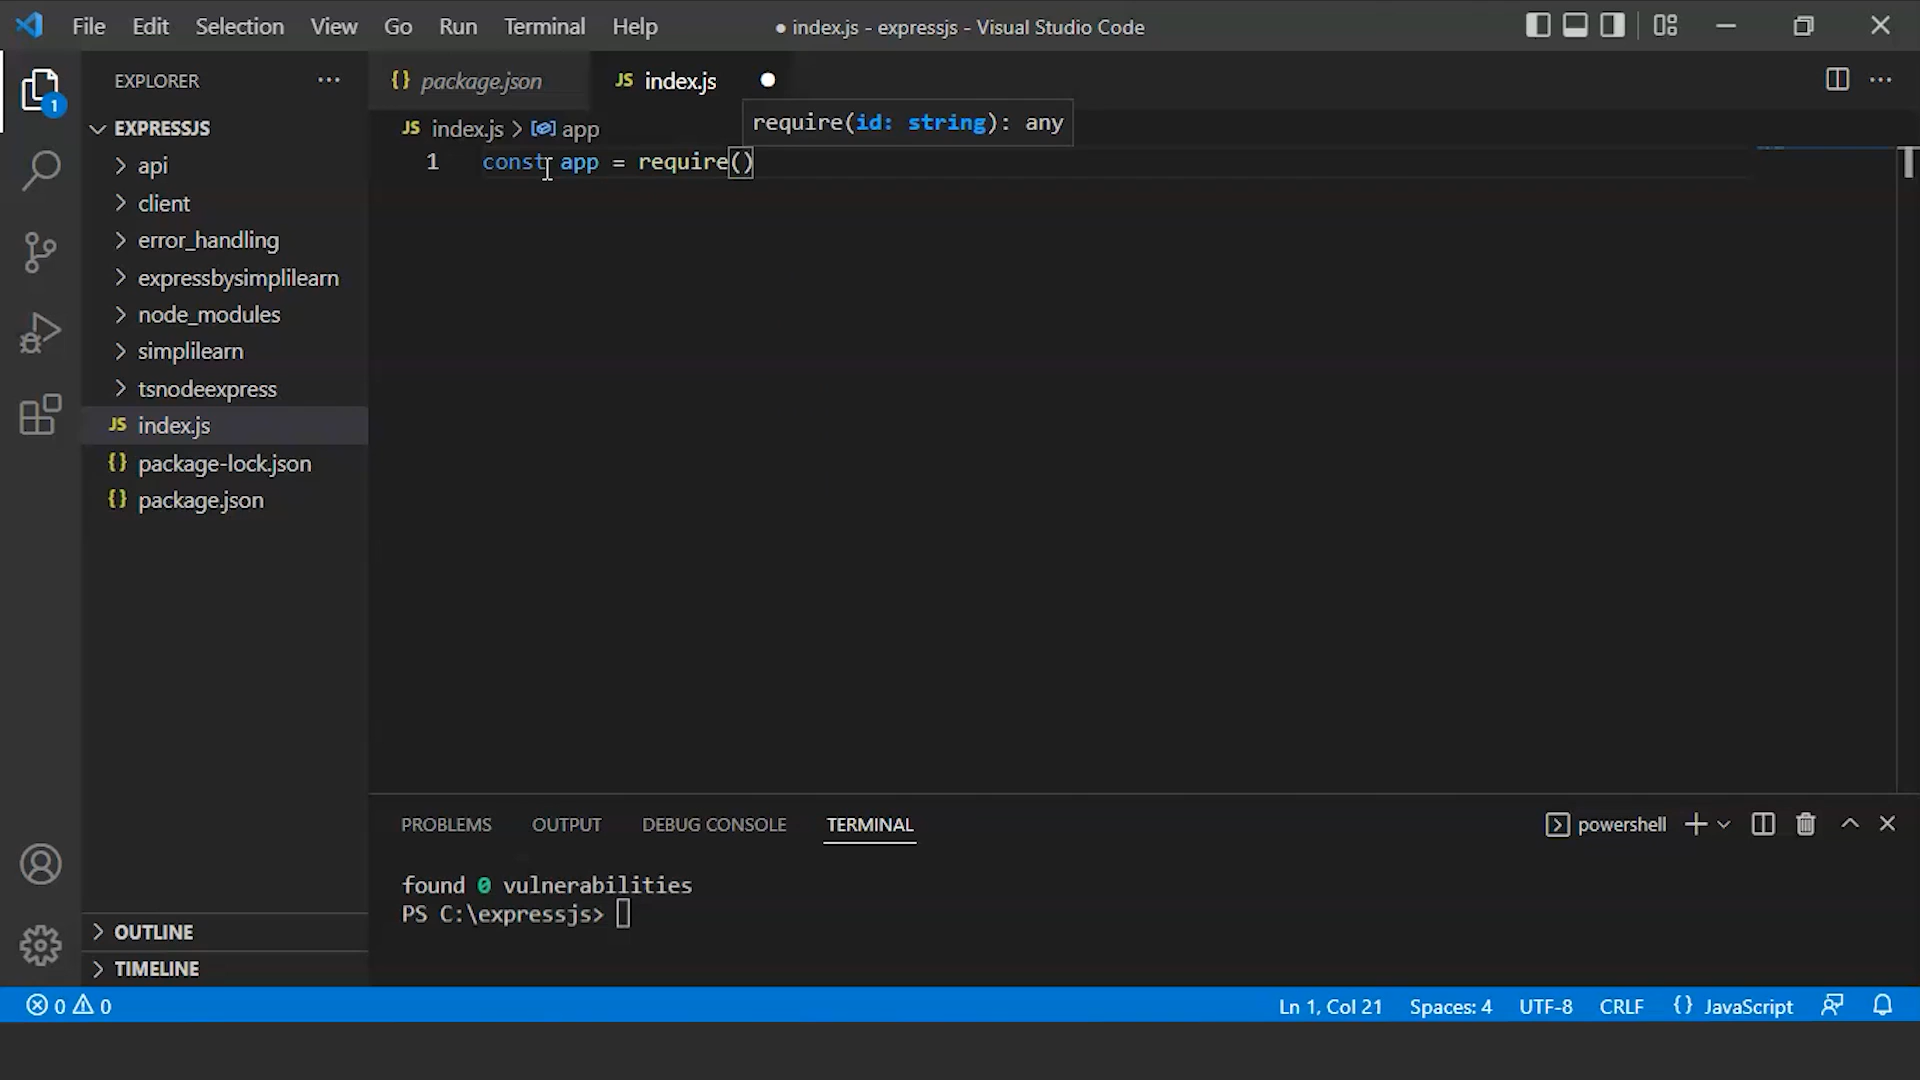 File Edit Selection View Go Run Terminal Help
● index.js - expressjs - Visual Studio Code
EXPLORER
{} package.json
JS index.js
1
EXPRESSJS
api
client
error_handling
expressbysimplilearn
node_modules
simplilearn
tsnodeexpress
JS index.js
{} package-lock.json
{} package.json
OUTLINE
TIMELINE
JS index.js > app
require(id: string): any
1 const app = require()
PROBLEMS OUTPUT DEBUG CONSOLE TERMINAL
powershell
found 0 vulnerabilities
PS C:\expressjs>
0 0
Ln 1, Col 21 Spaces: 4 UTF-8 CRLF {} JavaScript